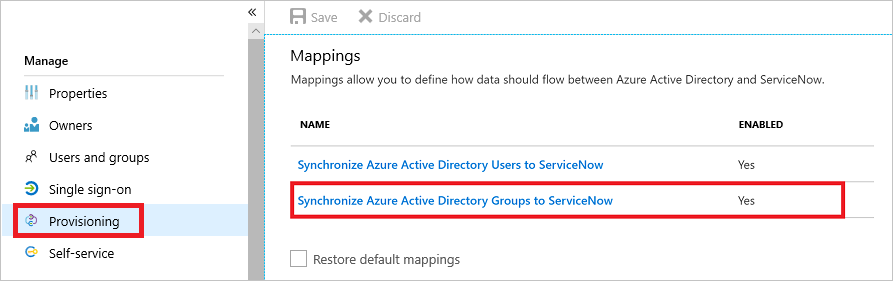 «
Save Discard
Manage
Properties
Owners
Users and groups
Single sign-on
Provisioning
Self-service
Mappings
Mappings allow you to define how data should flow between Azure Active Directory and ServiceNow.
NAME ENABLED
Synchronize Azure Active Directory Users to ServiceNow Yes
Synchronize Azure Active Directory Groups to ServiceNow Yes
Restore default mappings